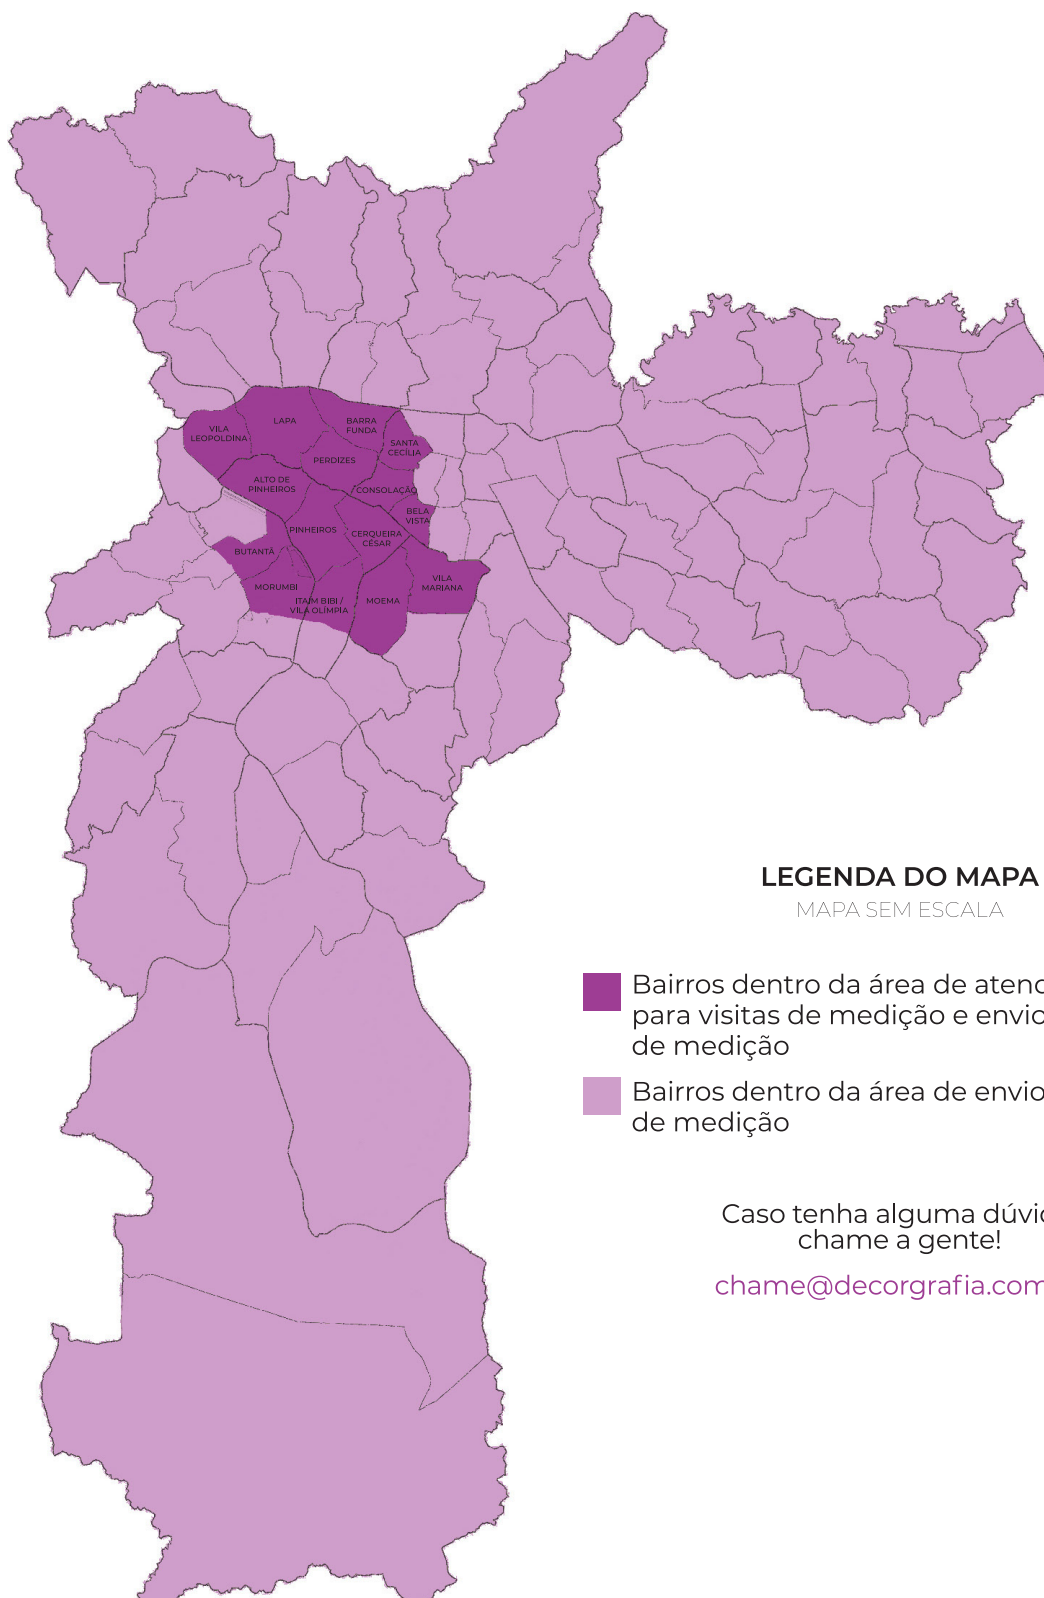 LAPA
BARRA
FUNDA
VILA
LEOPOLDINA
SANTA
CECÍLIA
PERDIZES
ALTO DE
PINHEIROS
CONSOLAÇÃO
BELA
VISTA
PINHEIROS
CERQUEIRA
CÉSAR
BUTANTÃ
MORUMBI
VILA
MARIANA
ITAIM BIBI /
VILA OLÍMPIA
MOEMA
LEGENDA DO MAPA
MAPA SEM ESCALA
Bairros dentro da área de
para visitas de medição e
de medição
Bairros dentro da área de envio
de medição
Caso tenha alguma
chame a gente!
chame@decorgrafia.com